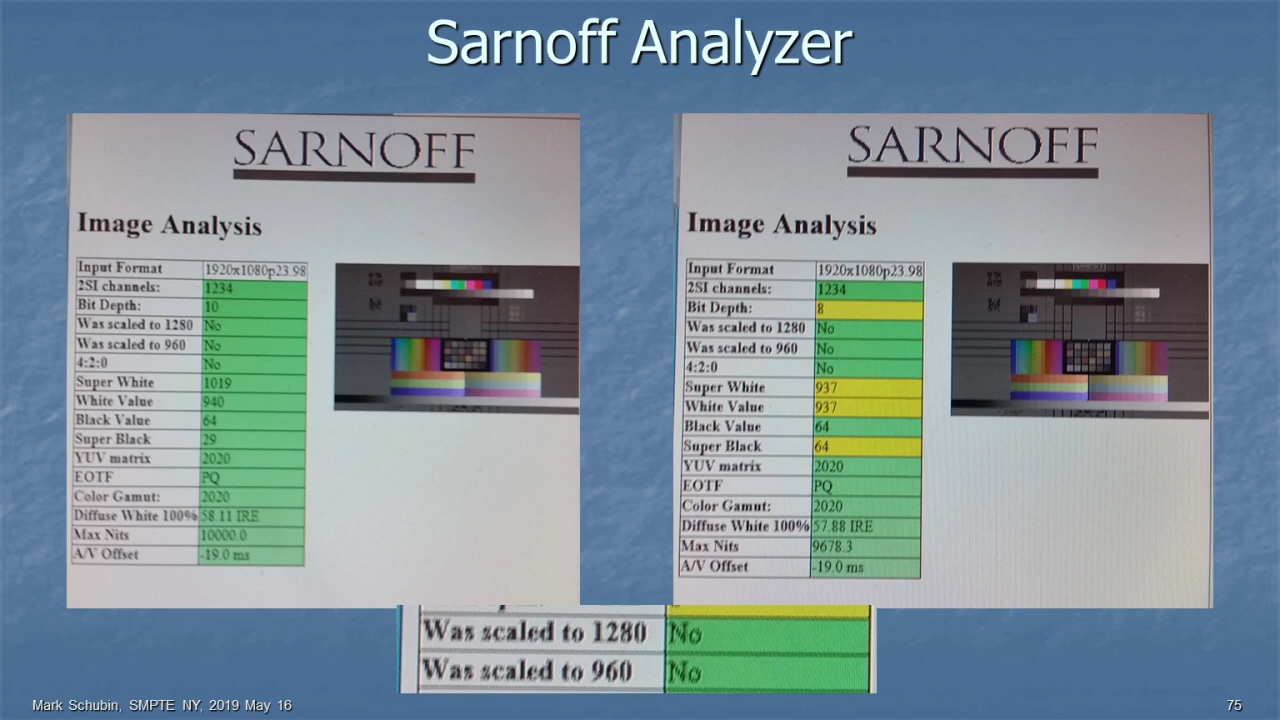 Sarnoff Analyzer
SARNOFF
Image Analysis
Input Format 1920x1080p23.98
2SI channels: 1234
Bit Depth: 10
Was scaled to 1280 No
Was scaled to 960 No
4:2:0 No
Super White 1019
White Value 940
Black Value 64
Super Black 29
YUV matrix 2020
EOTF PQ
Color Gamut: 2020
Diffuse White 100% 58.11 IRE
Max Nits 10000.0
A/V Offset -19.0 ms
SARNOFF
Image Analysis
Input Format 1920x1080p23.98
2SI channels: 1234
Bit Depth: 8
Was scaled to 1280 No
Was scaled to 960 No
4:2:0 No
Super White 937
White Value 937
Black Value 64
Super Black 64
YUV matrix 2020
EOTF PQ
Color Gamut: 2020
Diffuse White 100% 57.88 IRE
Max Nits 9678.3
A/V Offset -19.0 ms
Was scaled to 1280 No
Was scaled to 960 No
Mark Schubin, SMPTE NY, 2019 May 16
75